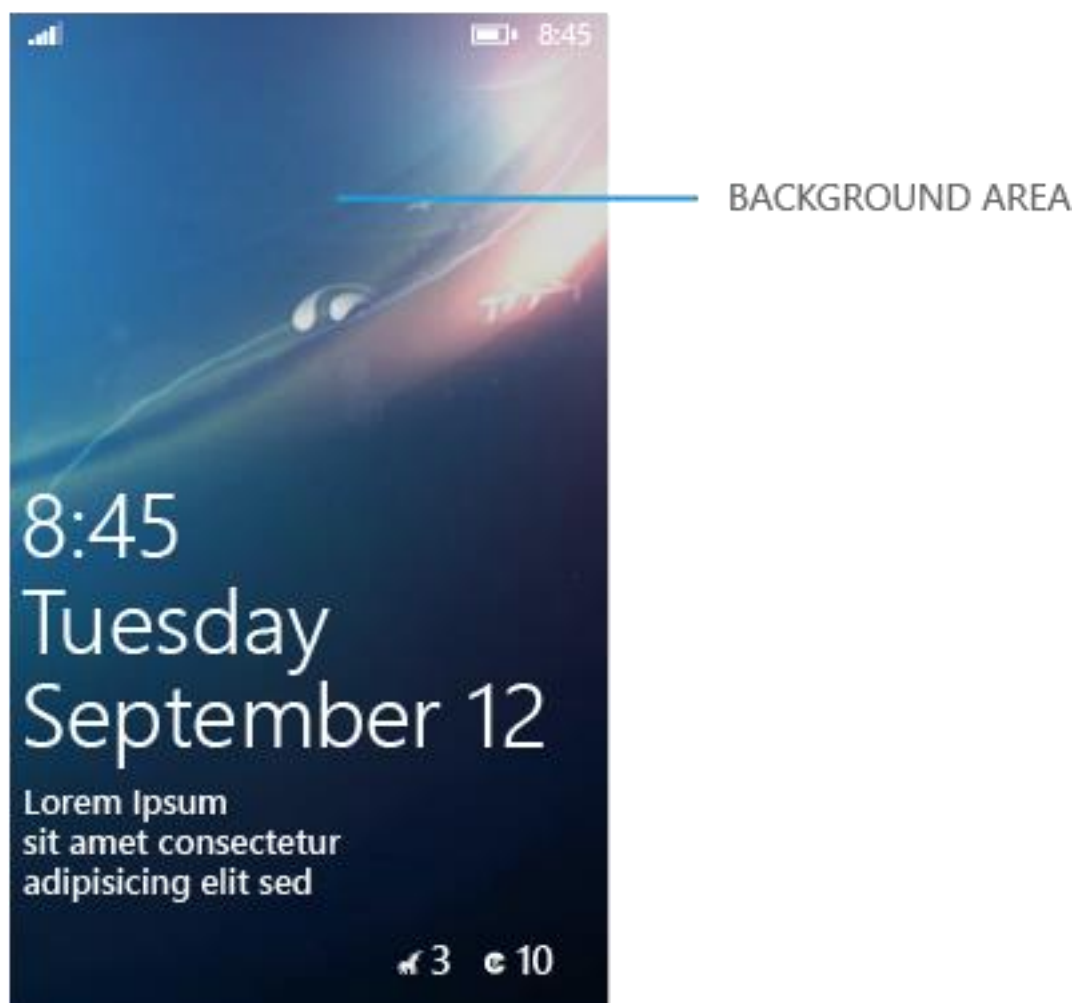 8:45
BACKGROUND AREA
8:45
Tuesday
September 12
Lorem Ipsum
sit amet consectetur
adipisicing elit sed
3 10